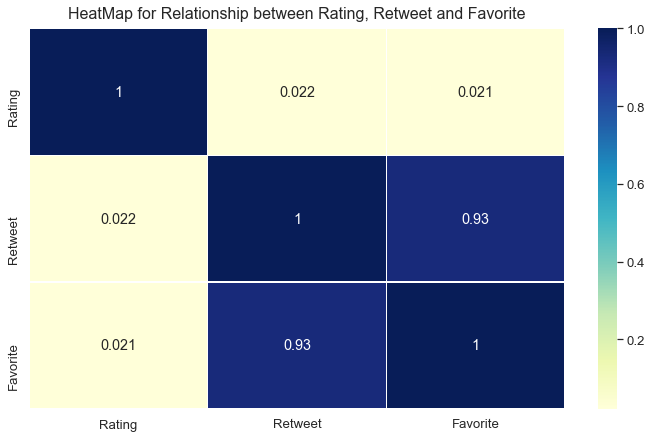 HeatMap for Relationship between Rating, Retweet and Favorite
Rating
1
0.022
0.021
Retweet
0.022
1
0.93
Favorite
0.021
0.93
1
Rating
Retweet
Favorite
1.0
0.8
0.6
0.4
0.2